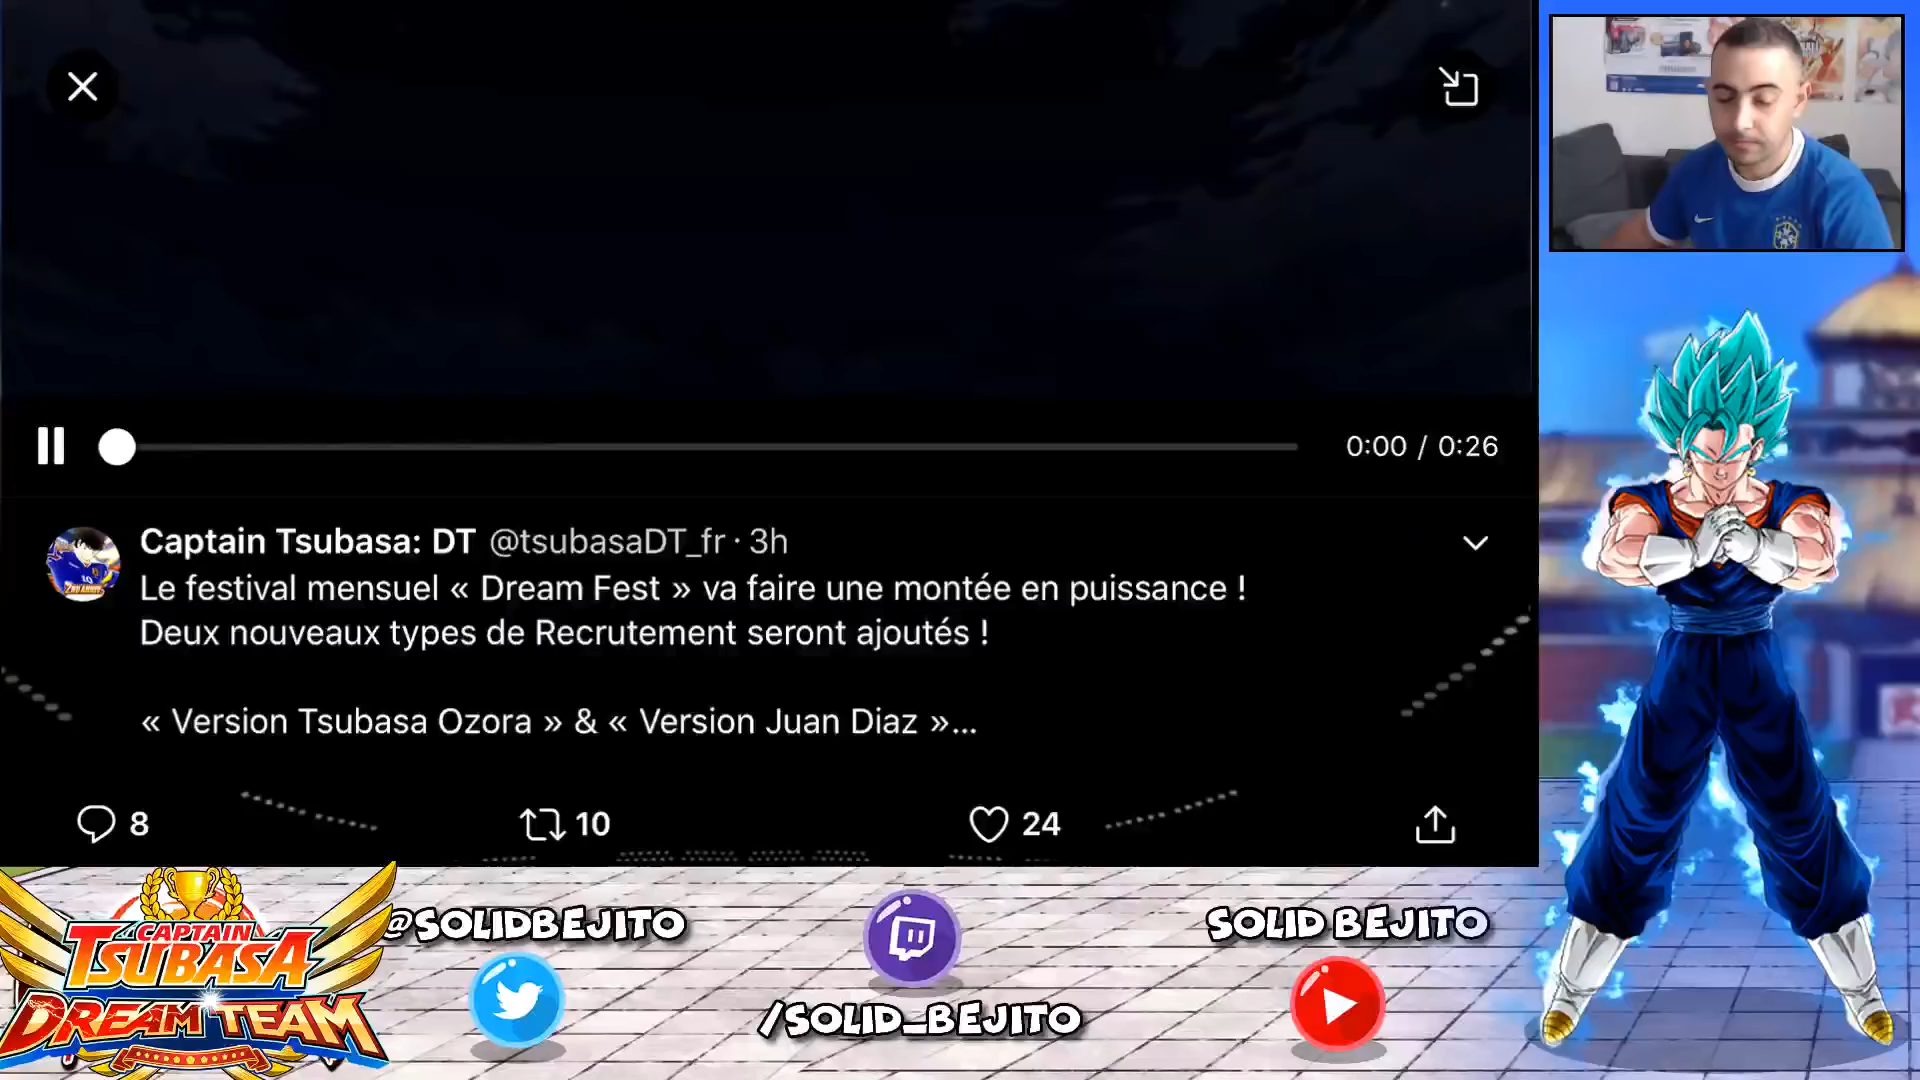 0:00 / 0:26
Captain Tsubasa: DT @tsubasaDT_fr · 3h
Le festival mensuel « Dream Fest » va faire une montée en puissance !
Deux nouveaux types de Recrutement seront ajoutés !
« Version Tsubasa Ozora » & « Version Juan Diaz »...
8
10
24
CAPTAIN
TSUBASA
DREAM TEAM
@SOLIDBEJITO
/SOLID_BEJITO
SOLID BEJITO